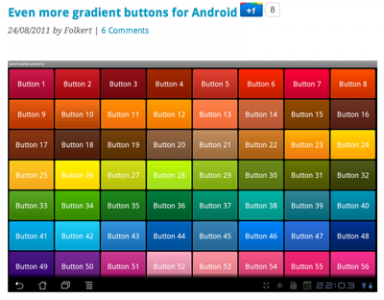 Even more gradient buttons for Android +1 8
24/08/2011 by Folkert | 6 Comments
Button 1 Button 2 Button 3 Button 4 Button 5 Button 6 Button 7 Button 8
Button 9 Button 10 Button 11 Button 12 Button 13 Button 14 Button 15 Button 16
Button 17 Button 18 Button 19 Button 20 Button 21 Button 22 Button 23 Button 24
Button 25 Button 26 Button 27 Button 28 Button 29 Button 30 Button 31 Button 32
Button 33 Button 34 Button 35 Button 36 Button 37 Button 38 Button 39 Button 40
Button 41 Button 42 Button 43 Button 44 Button 45 Button 46 Button 47 Button 48
Button 49 Button 50 Button 51 Button 52 Button 53 Button 54 Button 55 Button 56
22:03